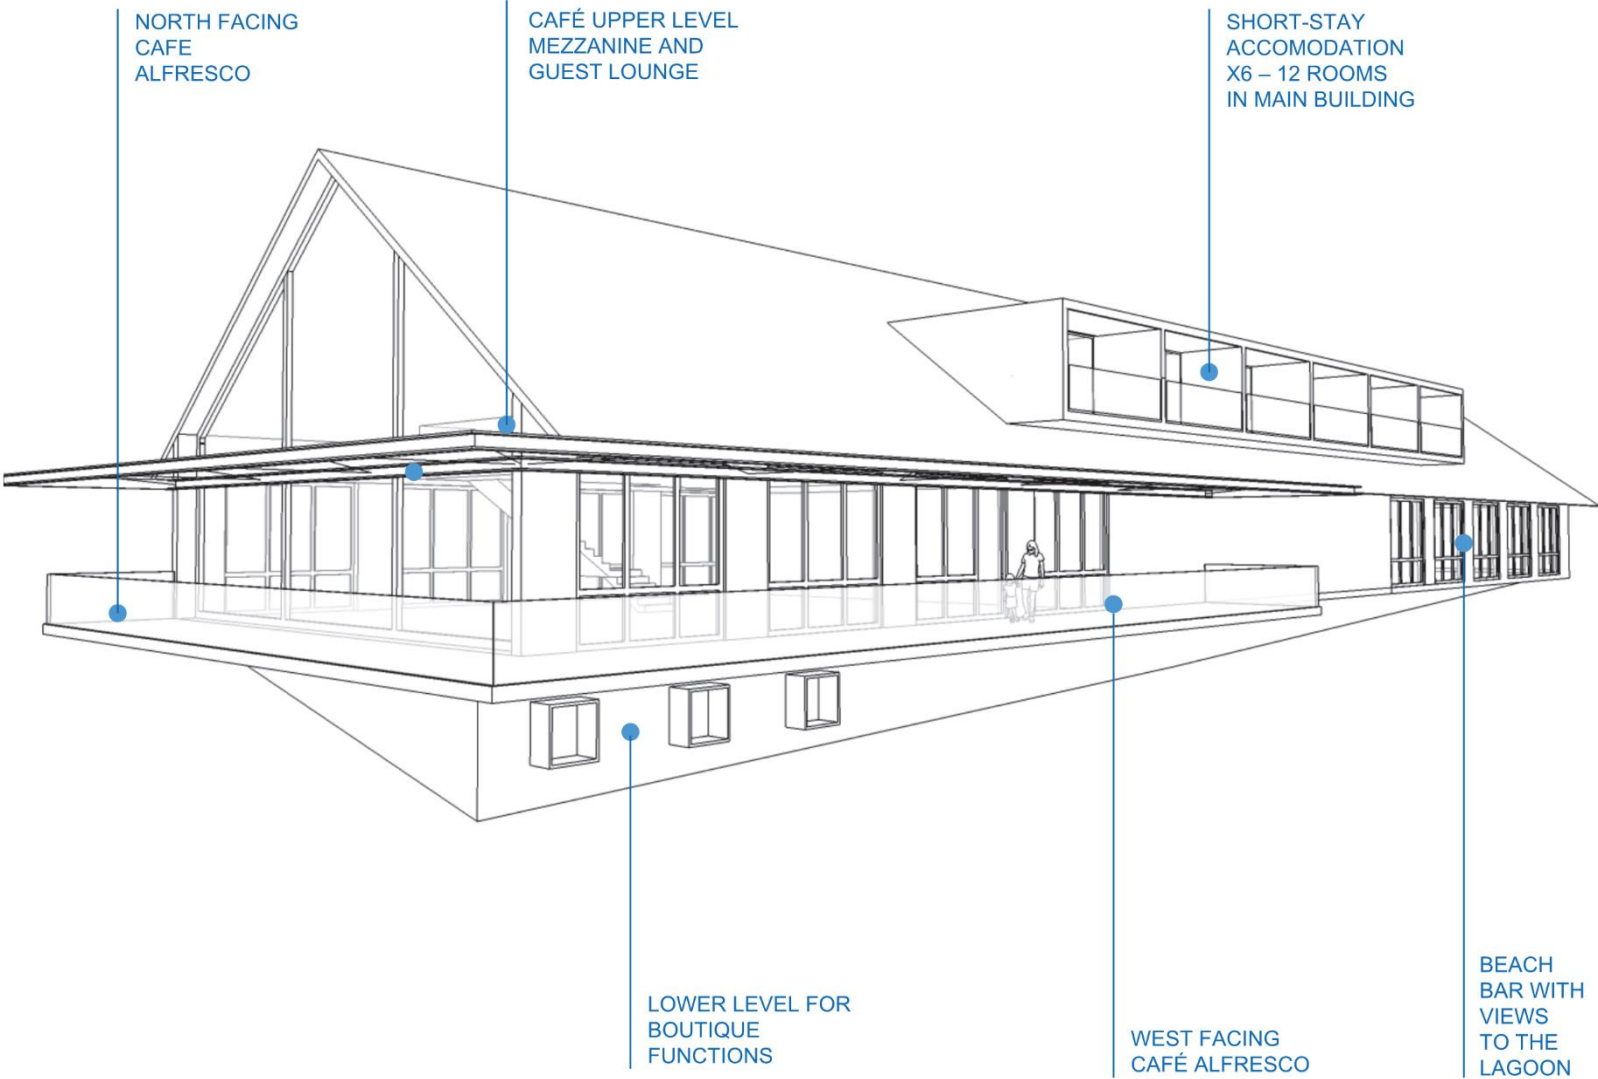 NORTH FACING
CAFE
ALFRESCO
CAFÉ UPPER LEVEL
MEZZANINE AND
GUEST LOUNGE
SHORT-STAY
ACCOMODATION
X6 – 12 ROOMS
IN MAIN BUILDING
LOWER LEVEL FOR
BOUTIQUE
FUNCTIONS
WEST FACING
CAFÉ ALFRESCO
BEACH
BAR WITH
VIEWS
TO THE
LAGOON